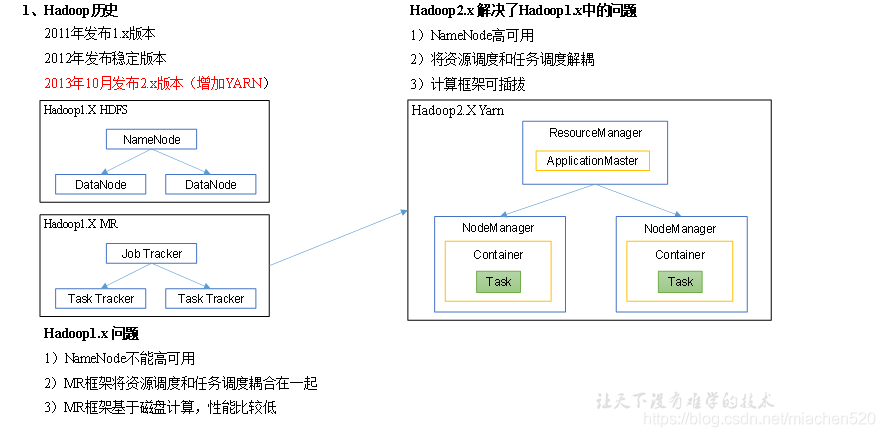 1、Hadoop历史
2011年发布1.x版本
2012年发布稳定版本
2013年10月发布2.x版本（增加YARN）
Hadoop1.X HDFS
NameNode
DataNode
DataNode
Hadoop1.X MR
Job Tracker
Task Tracker
Task Tracker
Hadoop1.x 问题
1）NameNode不能高可用
2）MR框架将资源调度和任务调度耦合在一起
3）MR框架基于磁盘计算，性能比较低
Hadoop2.x 解决了Hadoop1.x中的问题
1）NameNode高可用
2）将资源调度和任务调度解耦
3）计算框架可插拔
Hadoop2.X Yarn
ResourceManager
ApplicationMaster
NodeManager
Container
Task
NodeManager
Container
Task
让天下没有难学的技术
https://blog.csdn.net/miachen520